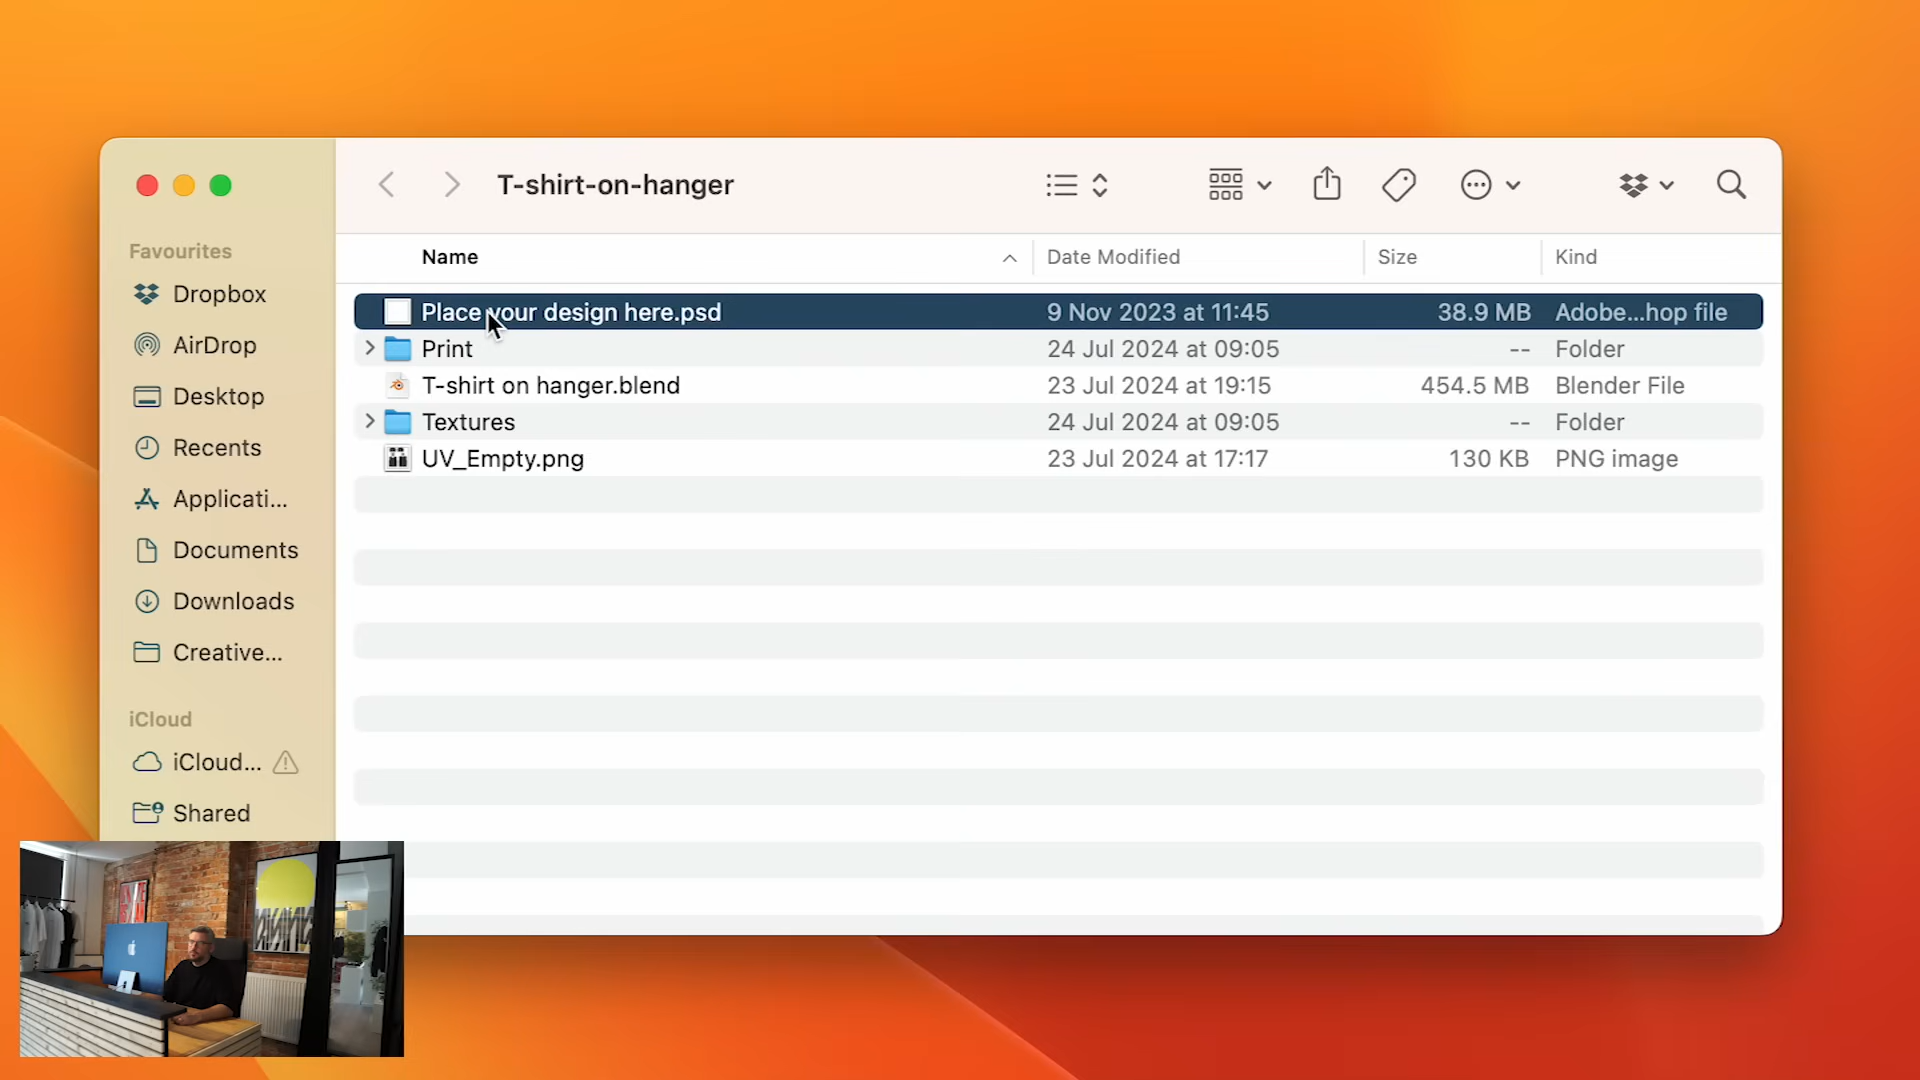 T-shirt-on-hanger
Favourites
Dropbox
AirDrop
Desktop
Recents
Applicati...
Documents
Downloads
Creative...
iCloud
iCloud...
Shared
Name Date Modified Size Kind
Place your design here.psd 9 Nov 2023 at 11:45 38.9 MB Adobe...hop file
Print 24 Jul 2024 at 09:05 -- Folder
T-shirt on hanger.blend 23 Jul 2024 at 19:15 454.5 MB Blender File
Textures 24 Jul 2024 at 09:05 -- Folder
UV_Empty.png 23 Jul 2024 at 17:17 130 KB PNG image